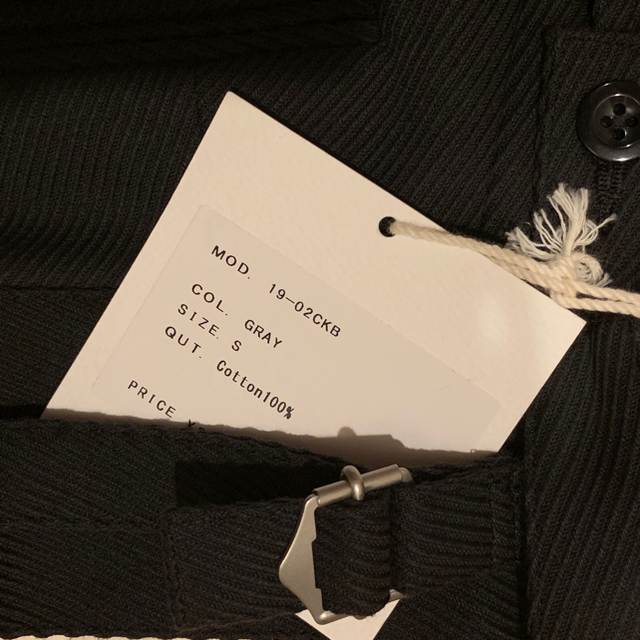 MOD. 19-02CKB
COL. GRAY
SIZE. S
QUT. Cotton100%
PRICE